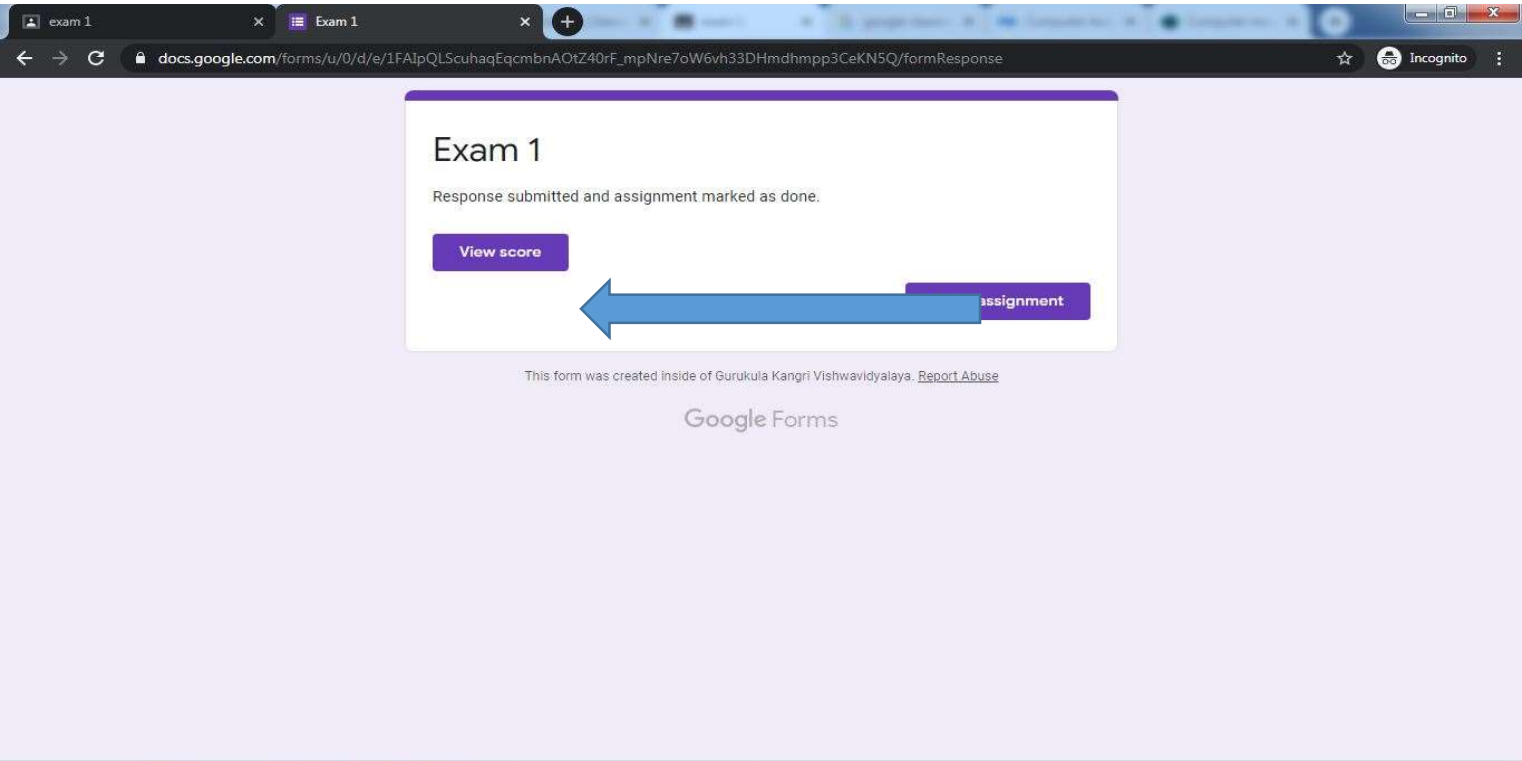 exam 1
Exam 1
docs.google.com/forms/u/0/d/e/1FAIpQLScuhaqEqcmbnAOtZ40rF_mpNre7oW6vh33DHmdhmpp3CeKN5Q/formResponse
Incognito
Exam 1
Response submitted and assignment marked as done.
View score
assignment
This form was created inside of Gurukula Kangri Vishwavidyalaya. Report Abuse
Google Forms